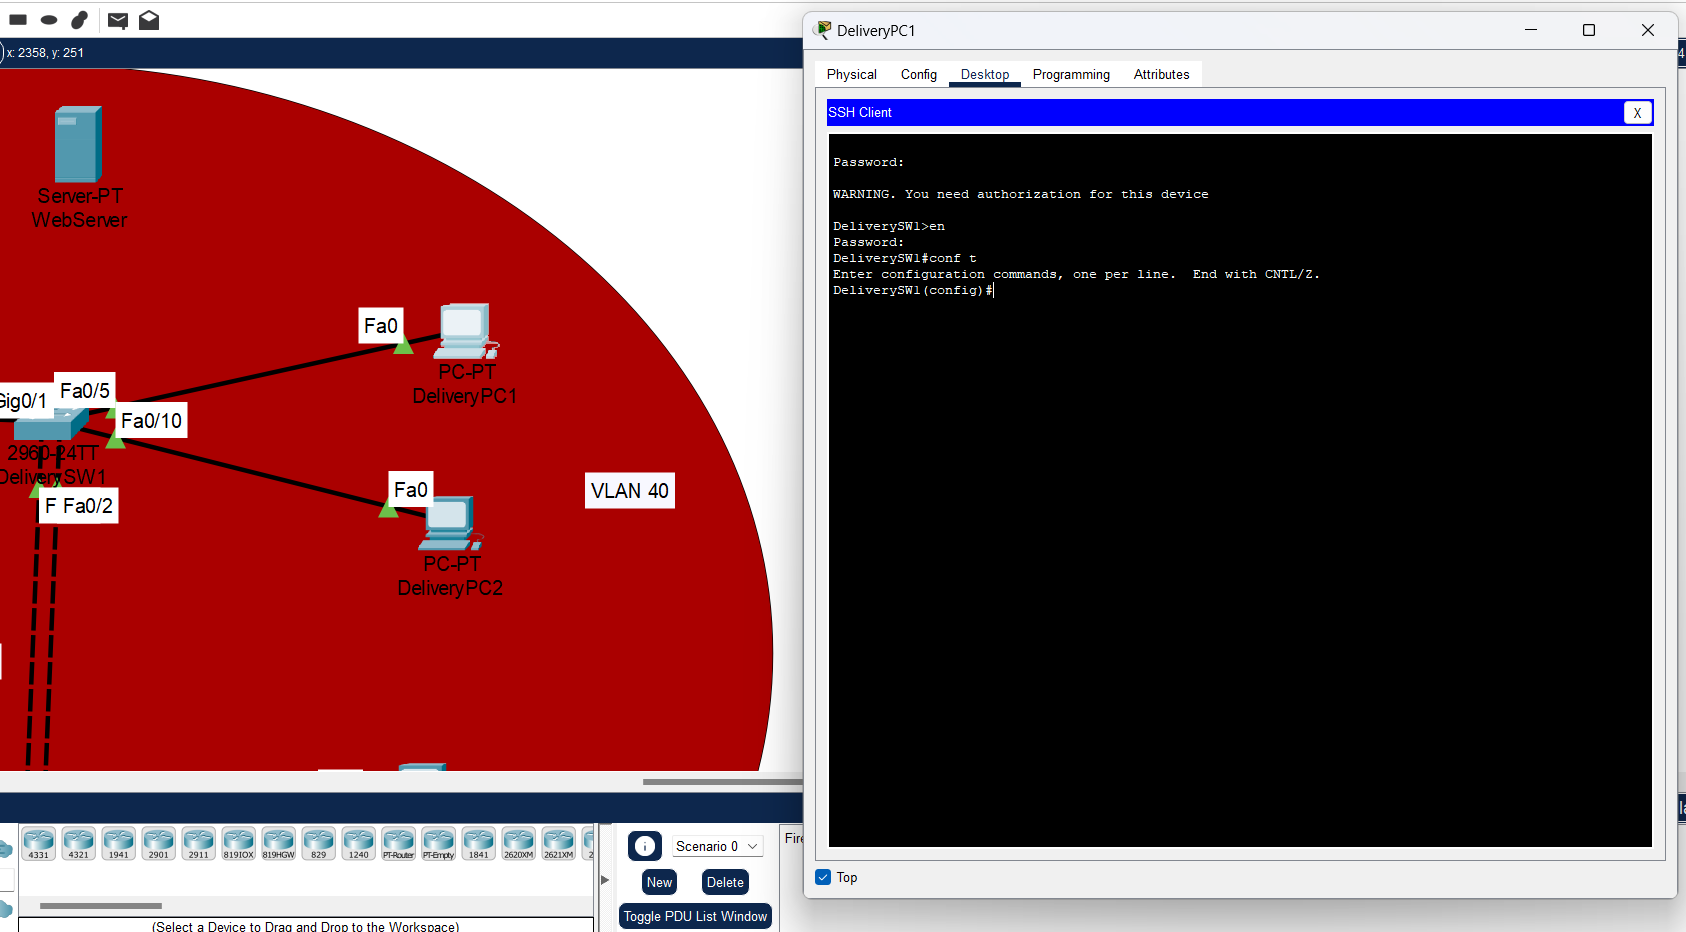 x: 2358, y: 251
Server-PT
WebServer
Fa0
PC-PT
DeliveryPC1
Gig0/1
Fa0/5
Fa0/10
2960-24TT
DeliverySW1
F Fa0/2
Fa0
PC-PT
DeliveryPC2
VLAN 40
4331
4321
1941
2901
2911
819IOX
819HGW
829
1240
PT-Router
PT-Empty
1841
2620XM
2621XM
2
(Select a Device to Drag and Drop to the Workspace)
Scenario 0
New
Delete
Toggle PDU List Window
Fire
DeliveryPC1
Physical
Config
Desktop
Programming
Attributes
SSH Client
X
Password:
WARNING. You need authorization for this device
DeliverySW1>en
Password:
DeliverySW1#conf t
Enter configuration commands, one per line.  End with CNTL/Z.
DeliverySW1(config)#
Top
4